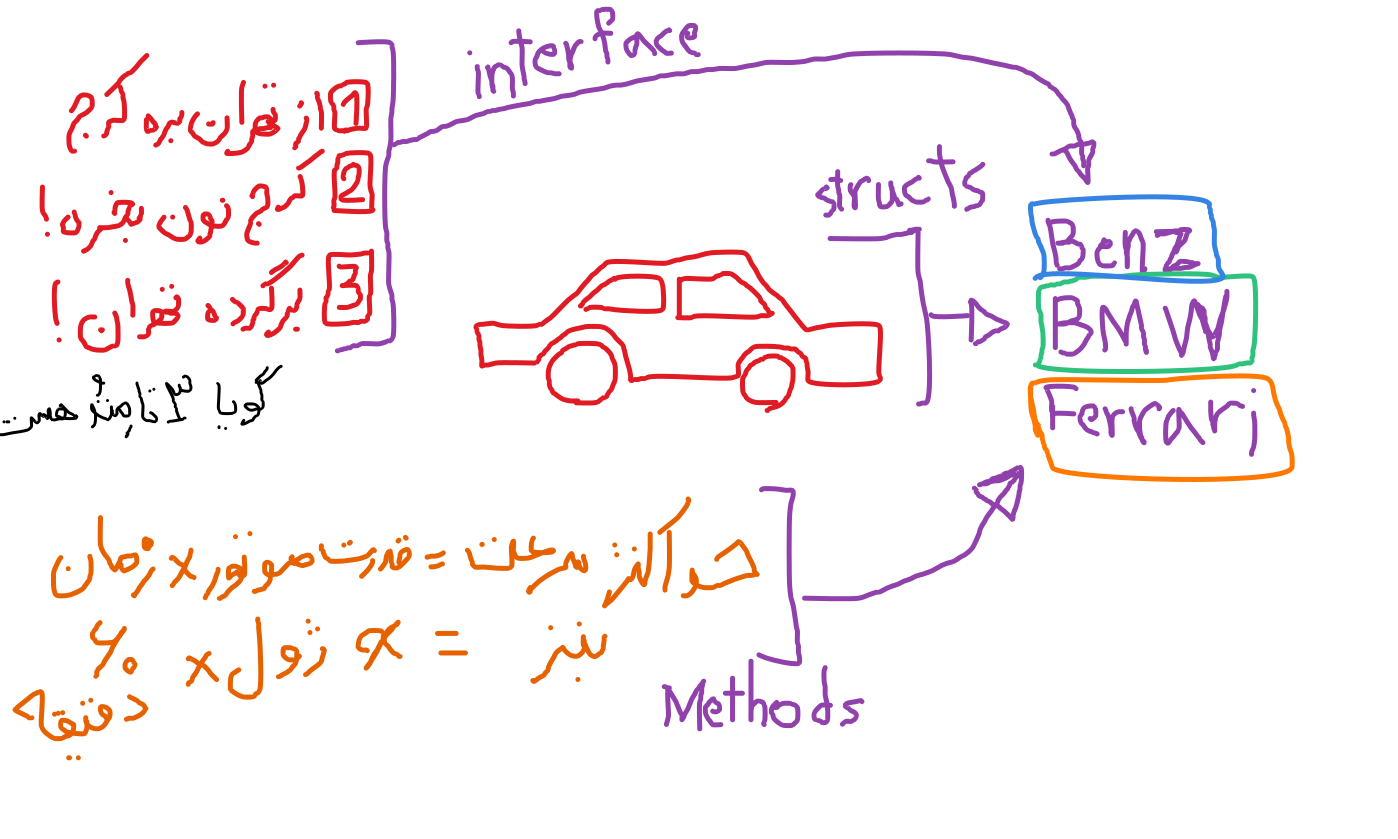 interface
1 از تهران بره کرج
2 کرج نون بخره!
3 برگرده تهران!
گویا ۳ تا متد هست
structs
Benz
BMW
Ferrari
حداکثر سرعت = قدرت موتور × زمان
بنز = x ژول × ۶۰
دقیقه
Methods